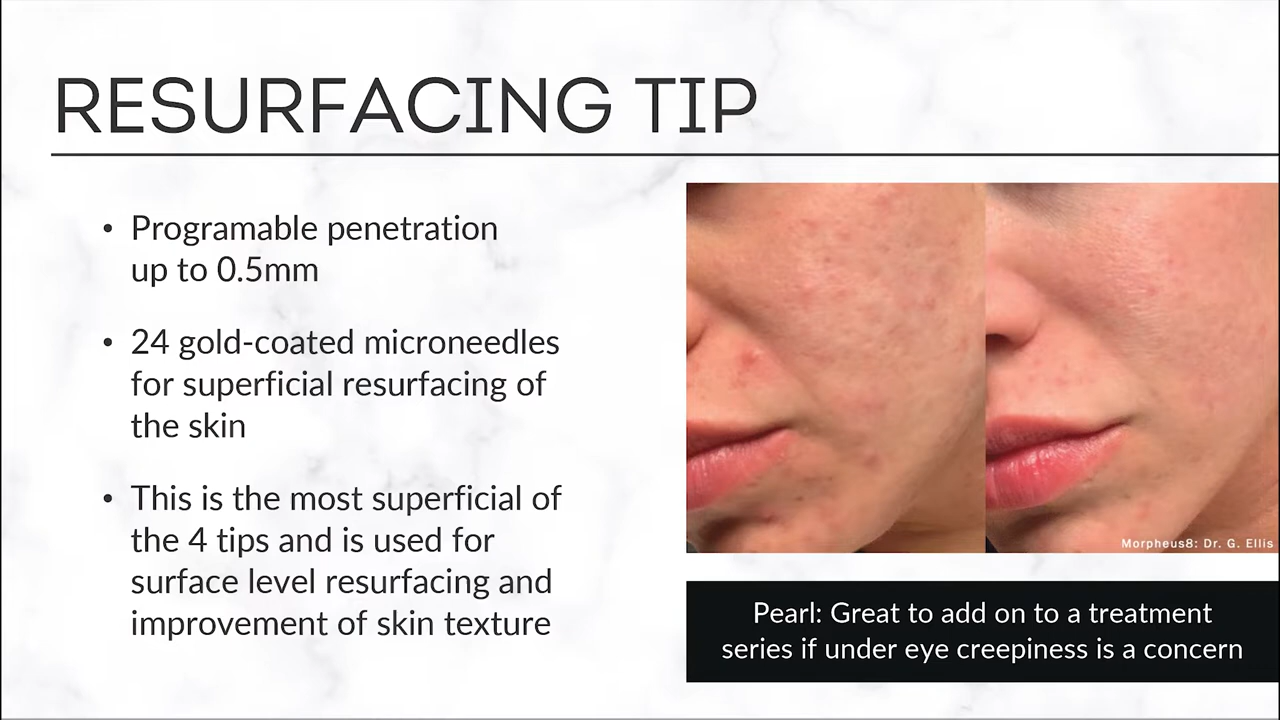 RESURFACING TIP
• Programable penetration
up to 0.5mm
• 24 gold-coated microneedles
for superficial resurfacing of
the skin
• This is the most superficial of
the 4 tips and is used for
surface level resurfacing and
improvement of skin texture
Morpheus8: Dr. G. Ellis
Pearl: Great to add on to a treatment
series if under eye creepiness is a concern